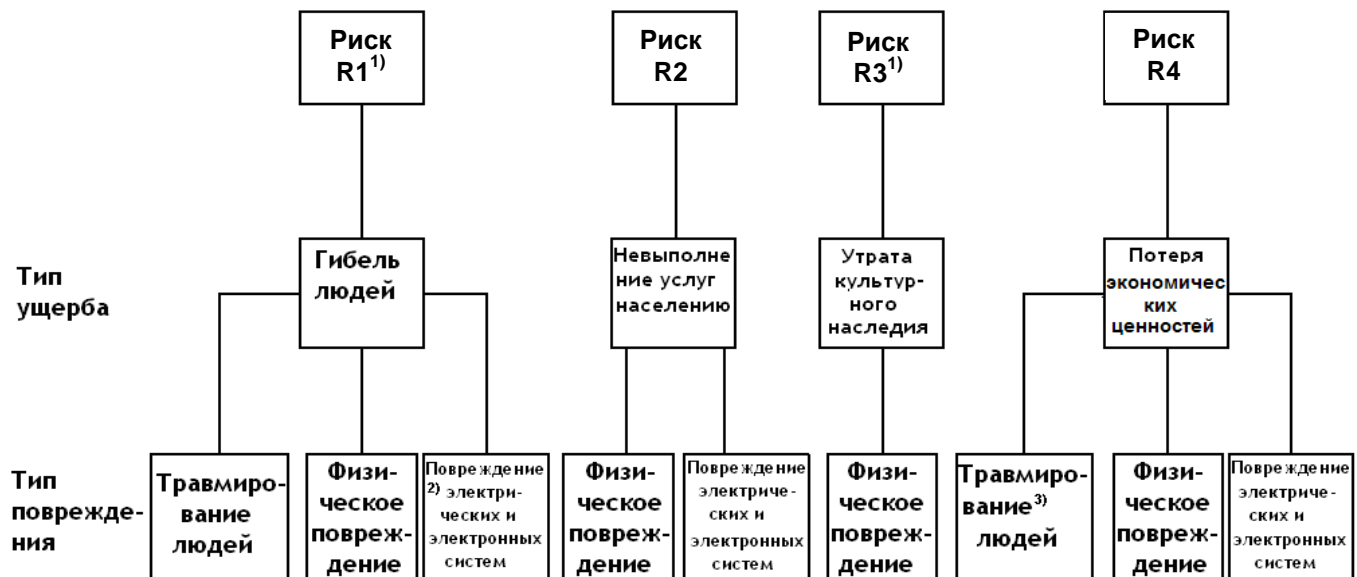 Риск
R1¹⁾
Риск
R2
Риск
R3¹⁾
Риск
R4
Тип
ущерба
Гибель
людей
Невыполне
ние услуг
населению
Утрата
культур-
ного
наследия
Потеря
экономичес
ких
ценностей
Тип
поврежде-
ния
Травмиро-
вание
людей
Физи-
ческое
повреж-
дение
Повреждение
²⁾ электри-
ческих и
электронных
систем
Физи-
ческое
повреж-
дение
Повреждение
электриче-
ских и
электронных
систем
Физи-
ческое
повреж-
дение
Травмиро-
вание³⁾
людей
Физи-
ческое
повреж-
дение
Повреждение
электриче-
ских и
электронных
систем